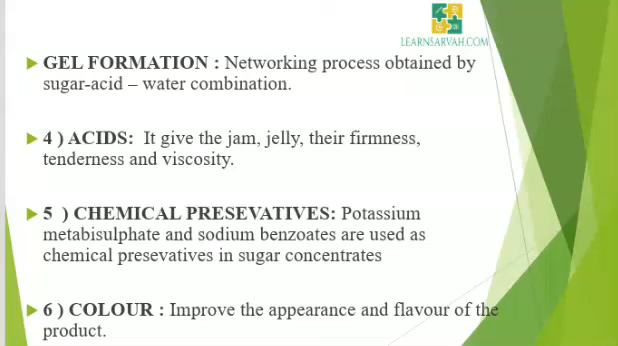 LEARNSARVAH.COM
GEL FORMATION : Networking process obtained by
sugar-acid – water combination.
4 ) ACIDS: It give the jam, jelly, their firmness,
tenderness and viscosity.
5 ) CHEMICAL PRESEVATIVES: Potassium
metabisulphate and sodium benzoates are used as
chemical presevatives in sugar concentrates
6 ) COLOUR : Improve the appearance and flavour of the
product.